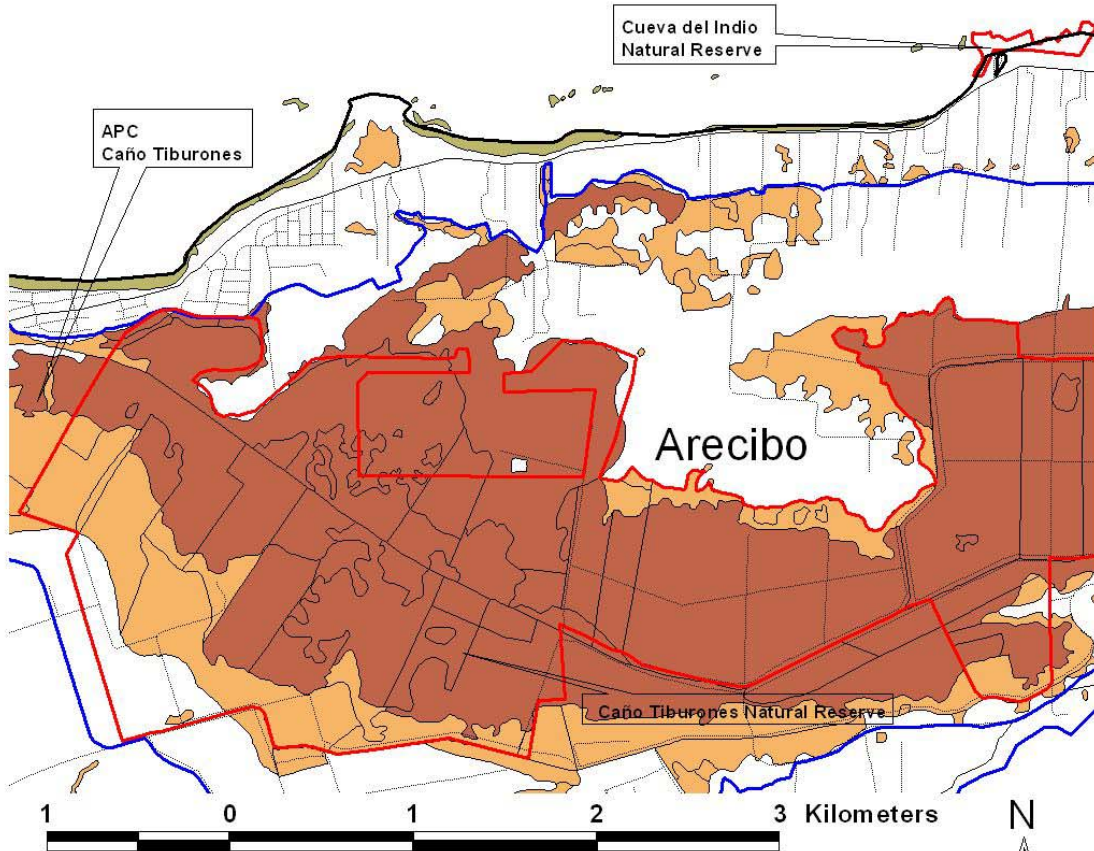 Cueva del Indio
Natural Reserve
APC
Caño Tiburones
Arecibo
Caño Tiburones Natural Reserve
1 0 1 2 3 Kilometers
N